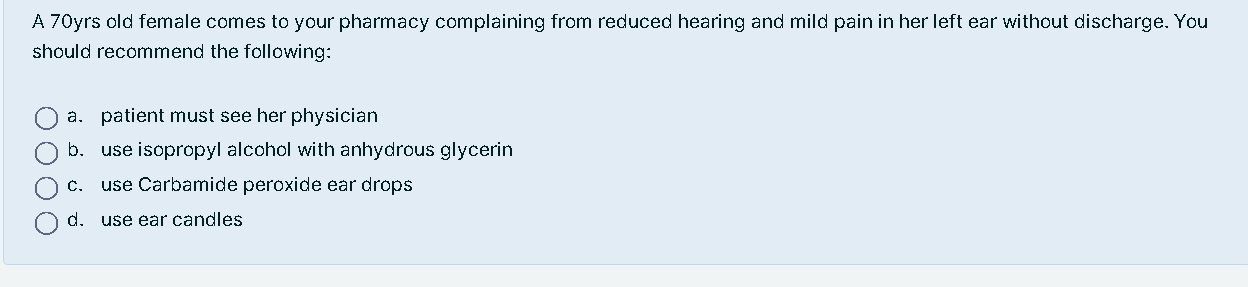 A 70yrs old female comes to your pharmacy complaining from reduced hearing and mild pain in her left ear without discharge. You
should recommend the following:
a. patient must see her physician
b. use isopropyl alcohol with anhydrous glycerin
c. use Carbamide peroxide ear drops
d. use ear candles